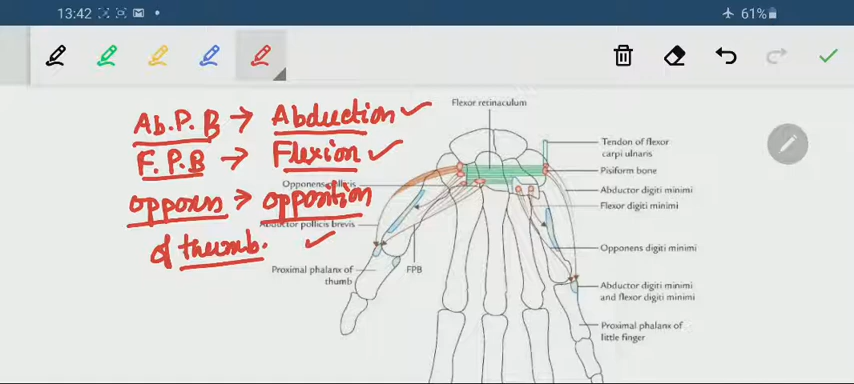 13:42
61%
Ab.P.B → Abduction ✓
F.P.B → Flexion ✓
opponens → opposition
of thumb. ✓
Flexor retinaculum
Opponens pollicis
Abductor pollicis brevis
Proximal phalanx of
thumb
FPB
Tendon of flexor
carpi ulnaris
Pisiform bone
Abductor digiti minimi
Flexor digiti minimi
Opponens digiti minimi
Abductor digiti minimi
and flexor digiti minimi
Proximal phalanx of
little finger